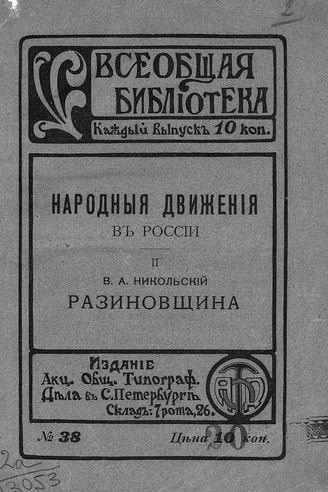 ВСЕОБЩАЯ
БИБЛІОТЕКА
Каждый выпускъ 10 коп.
НАРОДНЫЯ ДВИЖЕНІЯ
ВЪ РОССІИ
II
В. А. НИКОЛЬСКІЙ
РАЗИНОВЩИНА
Изданіе
Акц. Общ. Типограф.
Дѣла въ С.Петербургѣ
Складъ: 7 рота, 26.
№ 38
Цѣна 10 коп.
20
2а
3053